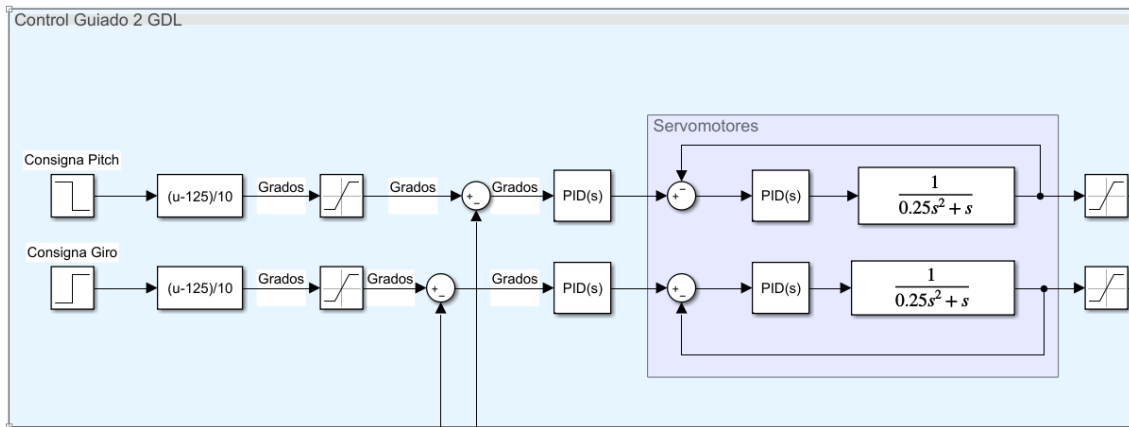 Control Guiado 2 GDL
Servomotores
Consigna Pitch
(u-125)/10
Grados
Grados
+
−
Grados
PID(s)
+
−
PID(s)
1
0.25s² + s
Consigna Giro
(u-125)/10
Grados
Grados
+
−
Grados
PID(s)
+
−
PID(s)
1
0.25s² + s